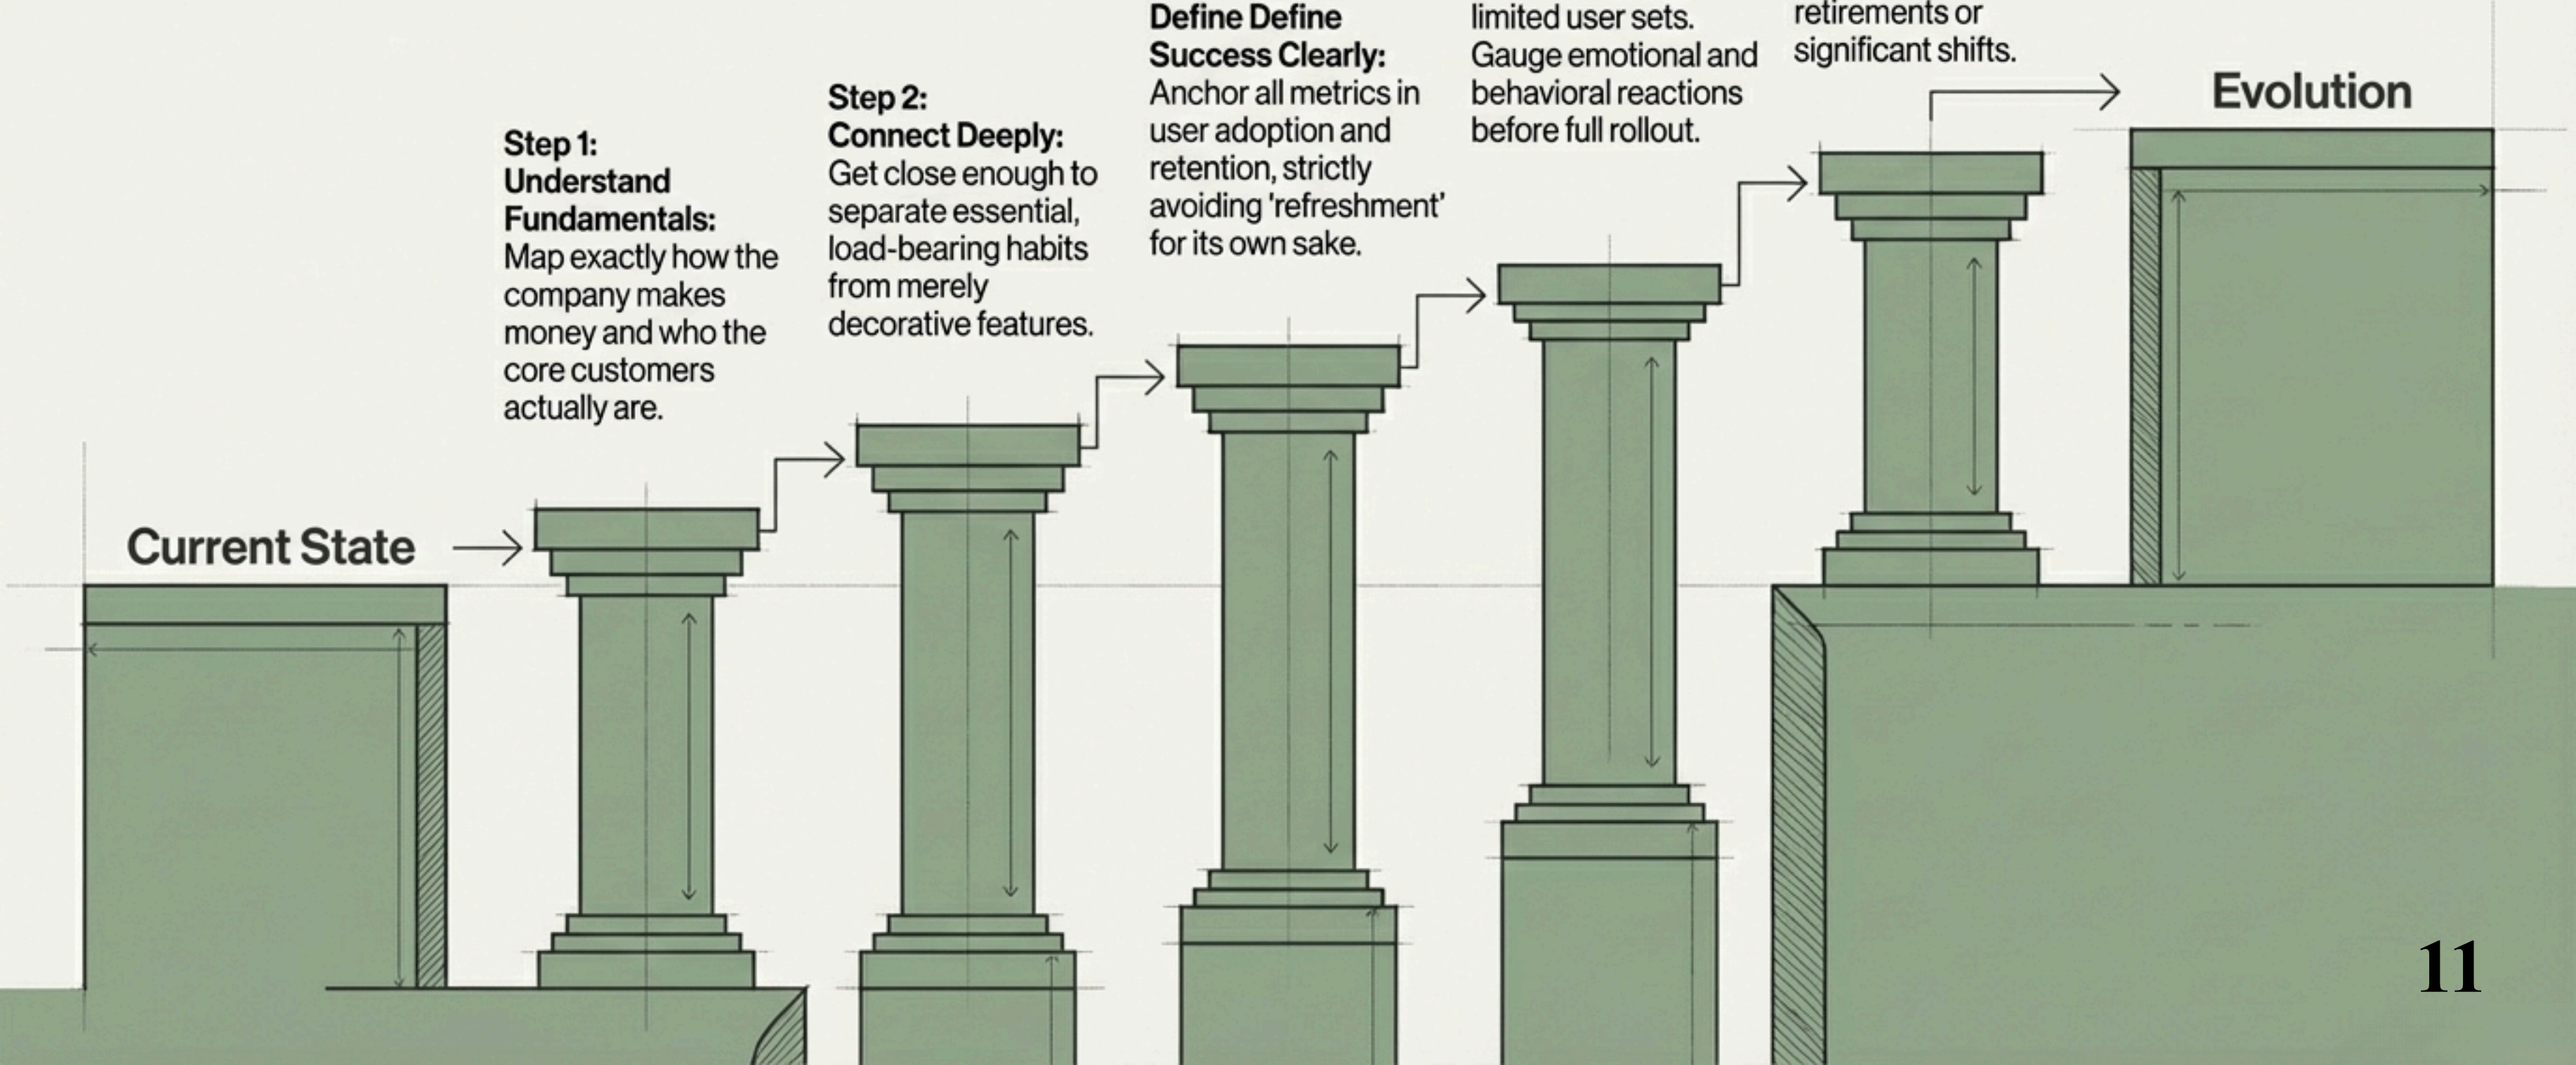 Current State
Step 1:
Understand
Fundamentals:
Map exactly how the
company makes
money and who the
core customers
actually are.
Step 2:
Connect Deeply:
Get close enough to
separate essential,
load-bearing habits
from merely
decorative features.
Define Define
Success Clearly:
Anchor all metrics in
user adoption and
retention, strictly
avoiding 'refreshment'
for its own sake.
limited user sets.
Gauge emotional and
behavioral reactions
before full rollout.
retirements or
significant shifts.
Evolution
11